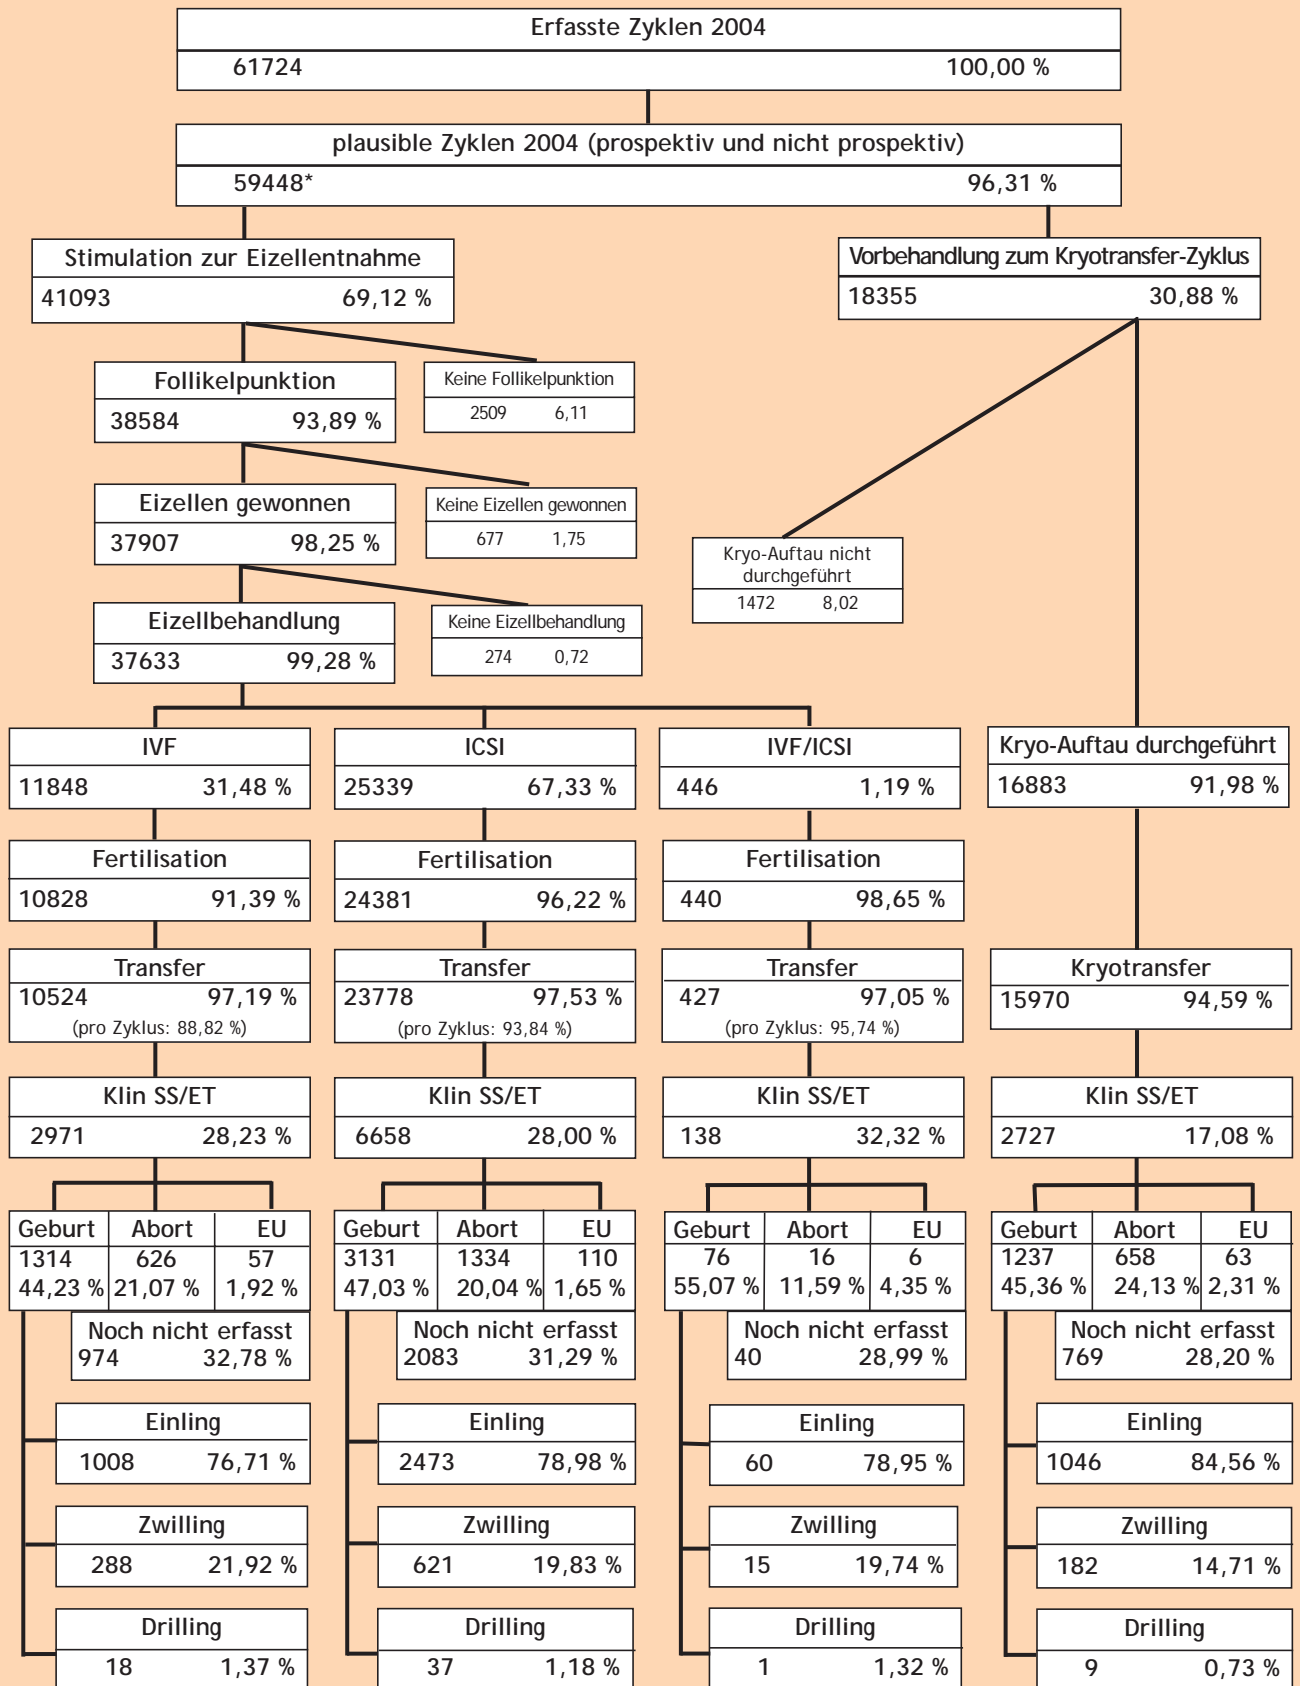 Erfasste Zyklen 2004
61724 100,00 %
plausible Zyklen 2004 (prospektiv und nicht prospektiv)
59448* 96,31 %
Stimulation zur Eizellentnahme
41093 69,12 %
Vorbehandlung zum Kryotransfer-Zyklus
18355 30,88 %
Follikelpunktion
38584 93,89 %
Keine Follikelpunktion
2509 6,11
Eizellen gewonnen
37907 98,25 %
Keine Eizellen gewonnen
677 1,75
Kryo-Auftau nicht
durchgeführt
1472 8,02
Eizellbehandlung
37633 99,28 %
Keine Eizellbehandlung
274 0,72
IVF
11848 31,48 %
ICSI
25339 67,33 %
IVF/ICSI
446 1,19 %
Kryo-Auftau durchgeführt
16883 91,98 %
Fertilisation
10828 91,39 %
Fertilisation
24381 96,22 %
Fertilisation
440 98,65 %
Transfer
10524 97,19 %
(pro Zyklus: 88,82 %)
Transfer
23778 97,53 %
(pro Zyklus: 93,84 %)
Transfer
427 97,05 %
(pro Zyklus: 95,74 %)
Kryotransfer
15970 94,59 %
Klin SS/ET
2971 28,23 %
Klin SS/ET
6658 28,00 %
Klin SS/ET
138 32,32 %
Klin SS/ET
2727 17,08 %
Geburt Abort EU
1314 626 57
44,23 % 21,07 % 1,92 %
Noch nicht erfasst
974 32,78 %
Geburt Abort EU
3131 1334 110
47,03 % 20,04 % 1,65 %
Noch nicht erfasst
2083 31,29 %
Geburt Abort EU
76 16 6
55,07 % 11,59 % 4,35 %
Noch nicht erfasst
40 28,99 %
Geburt Abort EU
1237 658 63
45,36 % 24,13 % 2,31 %
Noch nicht erfasst
769 28,20 %
Einling
1008 76,71 %
Einling
2473 78,98 %
Einling
60 78,95 %
Einling
1046 84,56 %
Zwilling
288 21,92 %
Zwilling
621 19,83 %
Zwilling
15 19,74 %
Zwilling
182 14,71 %
Drilling
18 1,37 %
Drilling
37 1,18 %
Drilling
1 1,32 %
Drilling
9 0,73 %